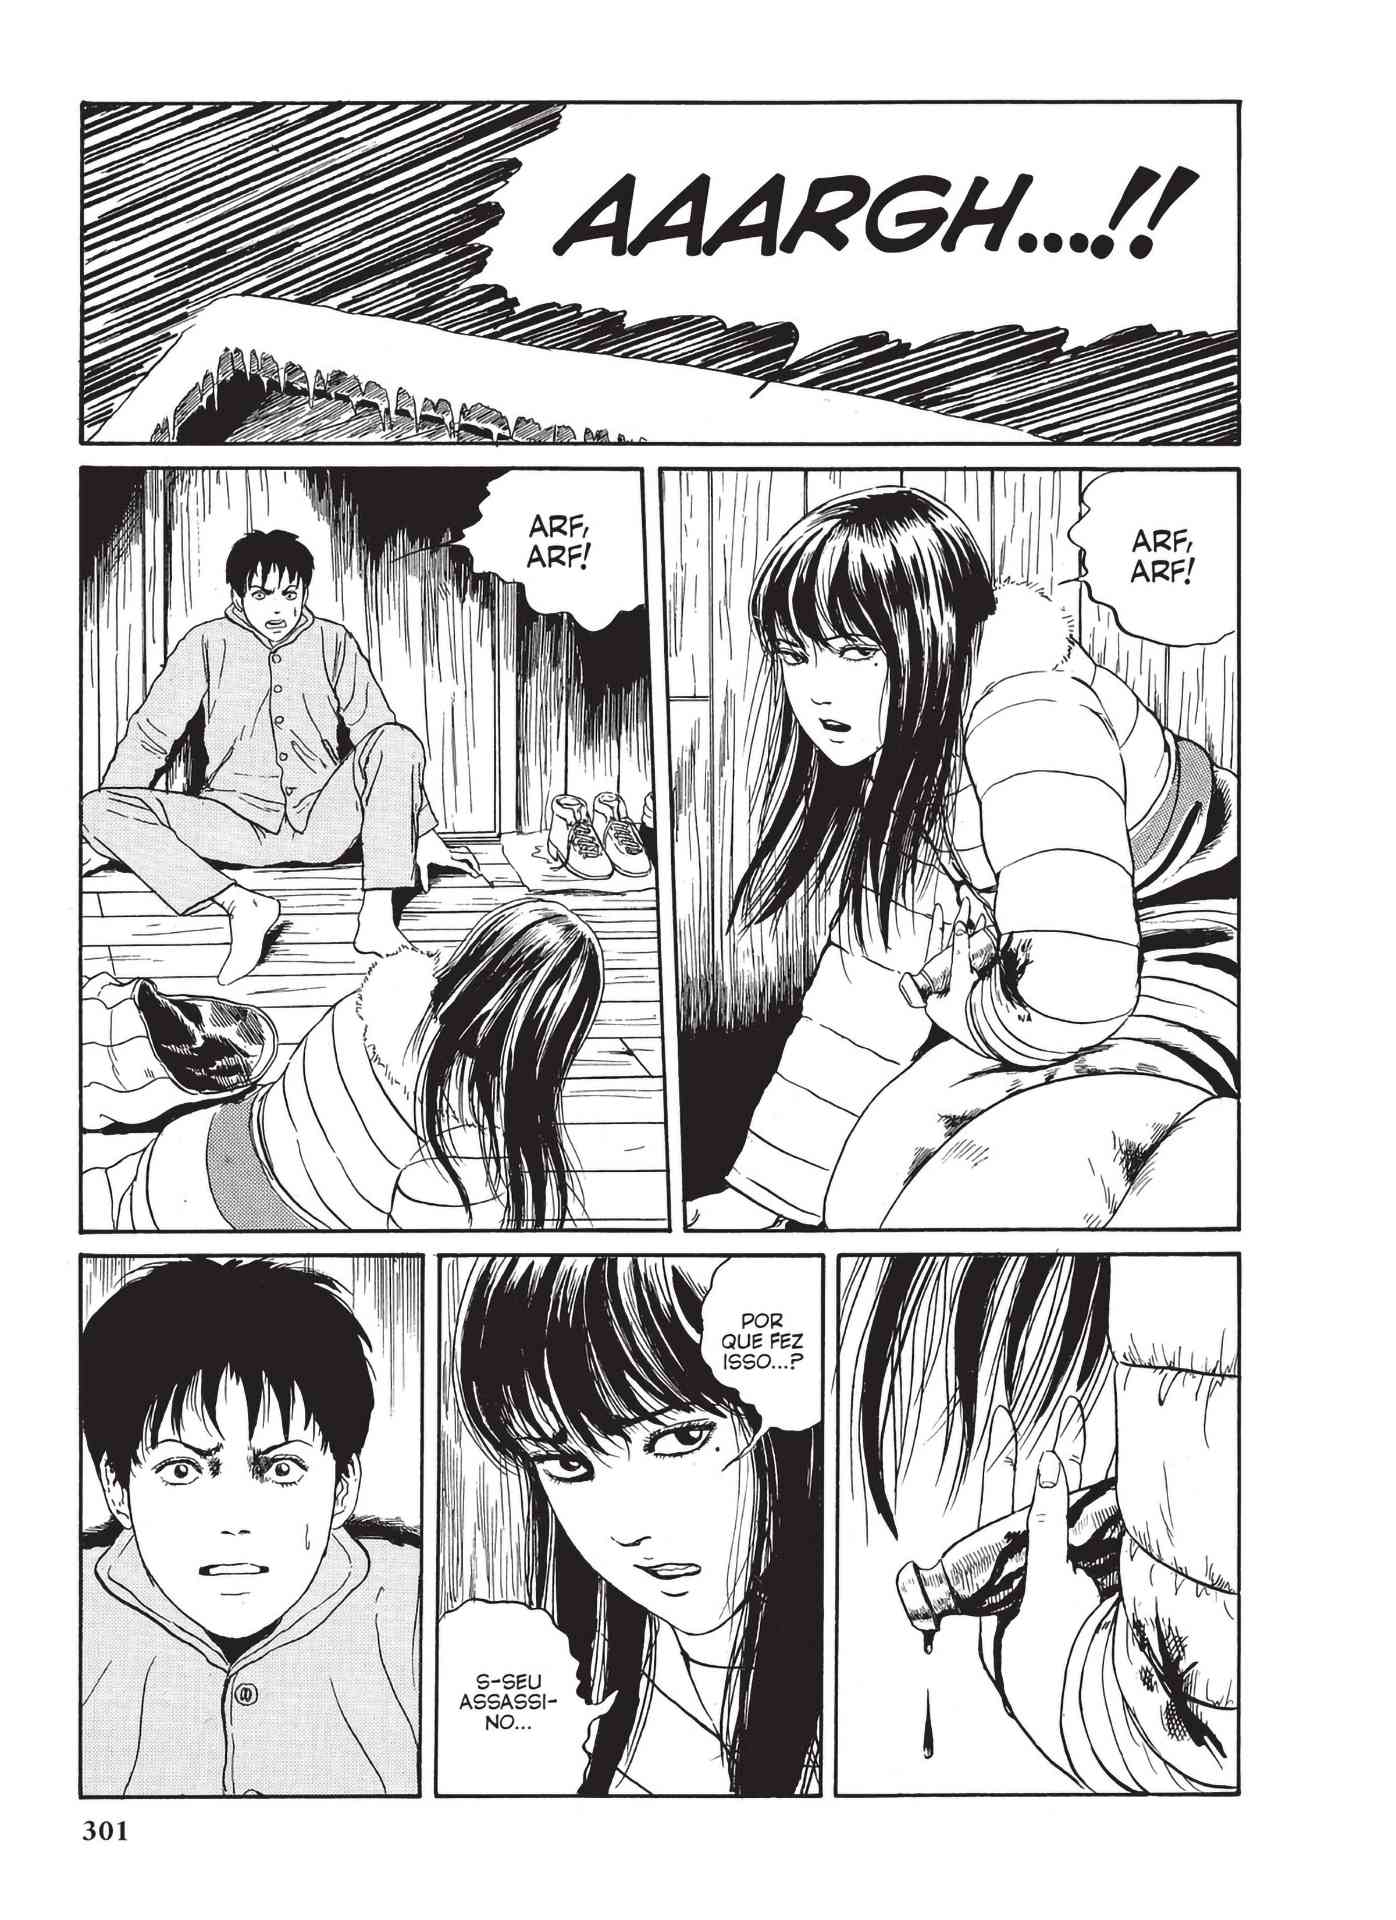 AAARGH...!!
ARF,
ARF!
ARF,
ARF!
POR
QUE FEZ
ISSO...?
S-SEU
ASSASSI-
NO...
301